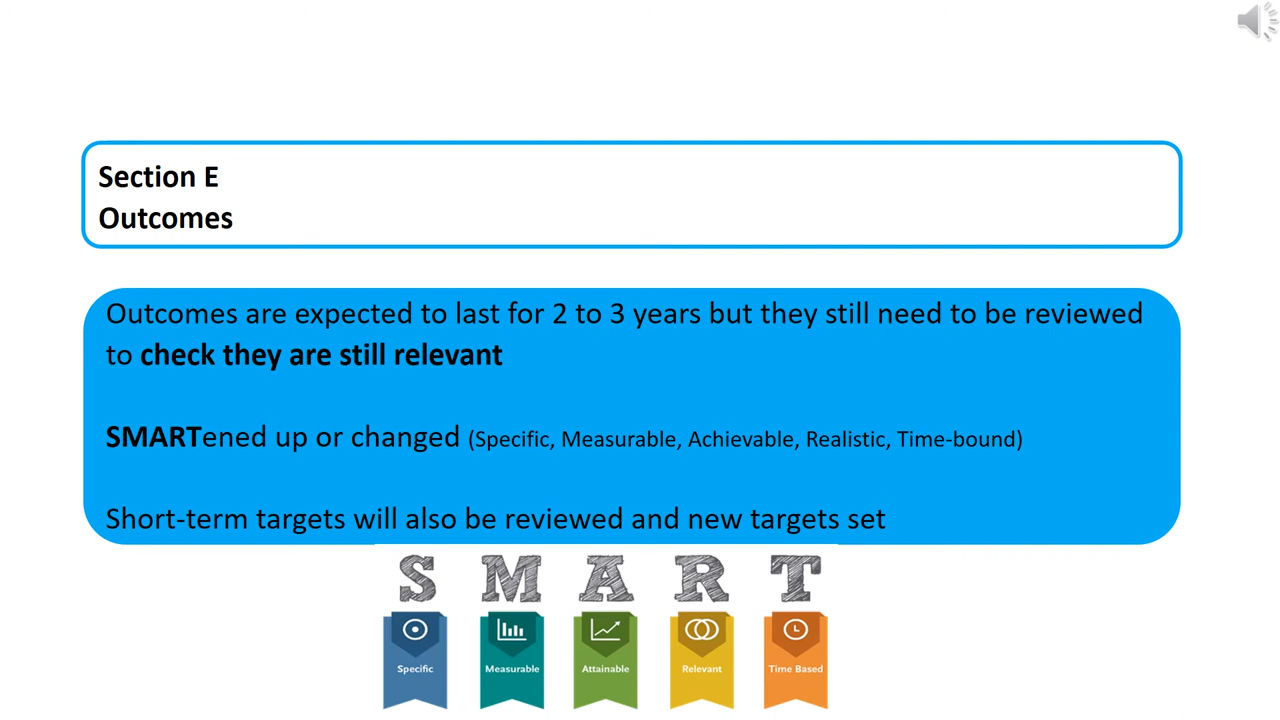 Section E
Outcomes
Outcomes are expected to last for 2 to 3 years but they still need to be reviewed
to check they are still relevant
SMARTened up or changed (Specific, Measurable, Achievable, Realistic, Time-bound)
Short-term targets will also be reviewed and new targets set
S M A R T
Specific Measurable Attainable Relevant Time Based